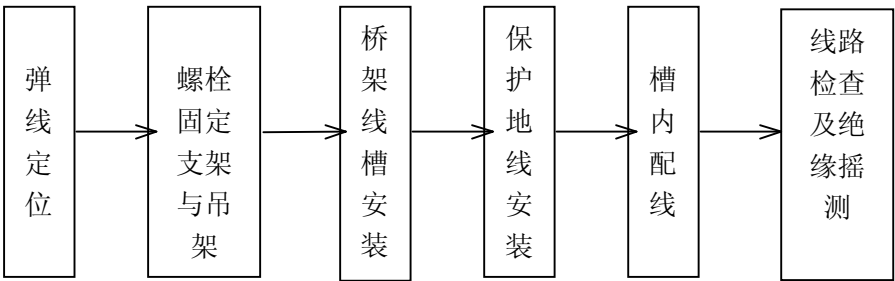 弹线定位
螺栓
固定
支架
与吊
架
桥架线槽安装
保护地线安装
槽内配线
线路
检查
及绝
缘摇
测